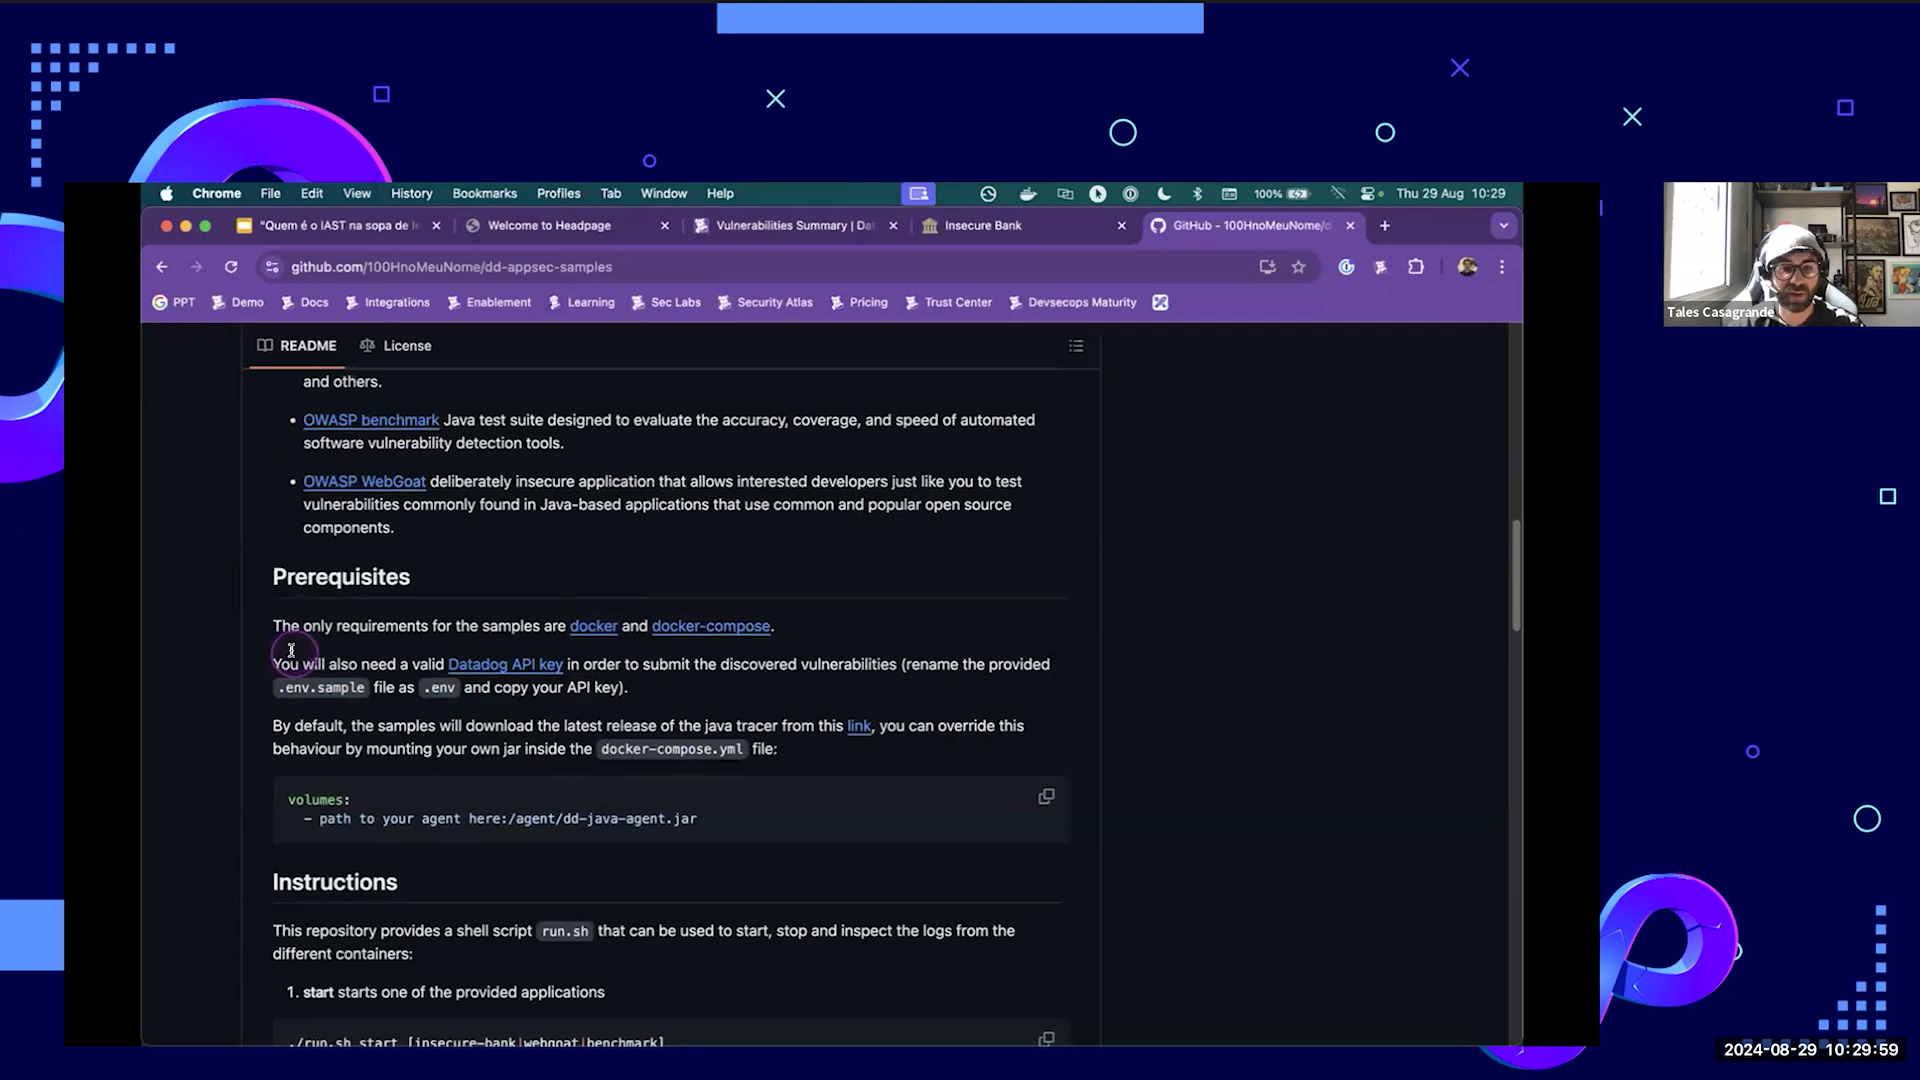 Chrome File Edit View History Bookmarks Profiles Tab Window Help 100% Thu 29 Aug 10:29
"Quem é o IAST na sopa de Welcome to Headpage Vulnerabilities Summary | Dat Insecure Bank GitHub - 100HnoMeuNome/d
github.com/100HnoMeuNome/dd-appsec-samples
PPT Demo Docs Integrations Enablement Learning Sec Labs Security Atlas Pricing Trust Center Devsecops Maturity
Tales Casagrande
README License
and others.
• OWASP benchmark Java test suite designed to evaluate the accuracy, coverage, and speed of automated
software vulnerability detection tools.
• OWASP WebGoat deliberately insecure application that allows interested developers just like you to test
vulnerabilities commonly found in Java-based applications that use common and popular open source
components.
Prerequisites
The only requirements for the samples are docker and docker-compose.
You will also need a valid Datadog API key in order to submit the discovered vulnerabilities (rename the provided
.env.sample file as .env and copy your API key).
By default, the samples will download the latest release of the java tracer from this link, you can override this
behaviour by mounting your own jar inside the docker-compose.yml file:
volumes:
- path to your agent here:/agent/dd-java-agent.jar
Instructions
This repository provides a shell script run.sh that can be used to start, stop and inspect the logs from the
different containers:
1. start starts one of the provided applications
./run.sh start [insecure-bank|webgoat|benchmark]
2024-08-29 10:29:59